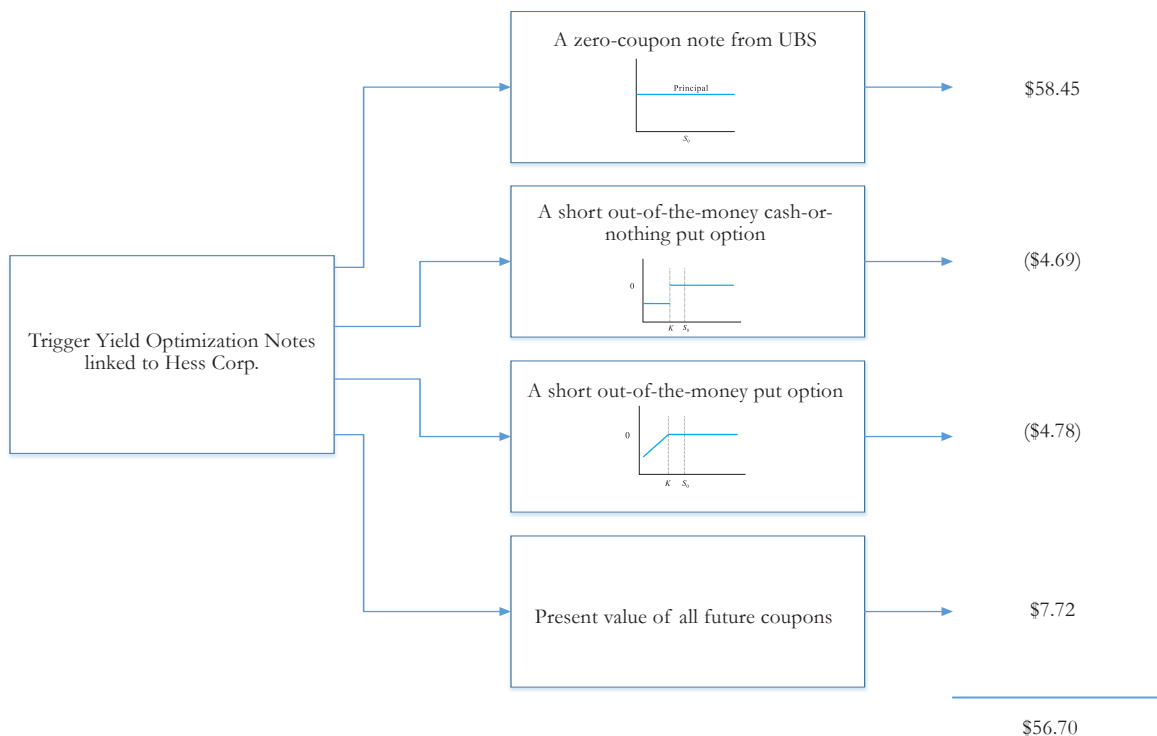 A zero-coupon note from UBS
Principal
S0
$58.45
A short out-of-the-money cash-or-
nothing put option
0
K S0
($4.69)
Trigger Yield Optimization Notes
linked to Hess Corp.
A short out-of-the-money put option
0
K S0
($4.78)
Present value of all future coupons
$7.72
$56.70